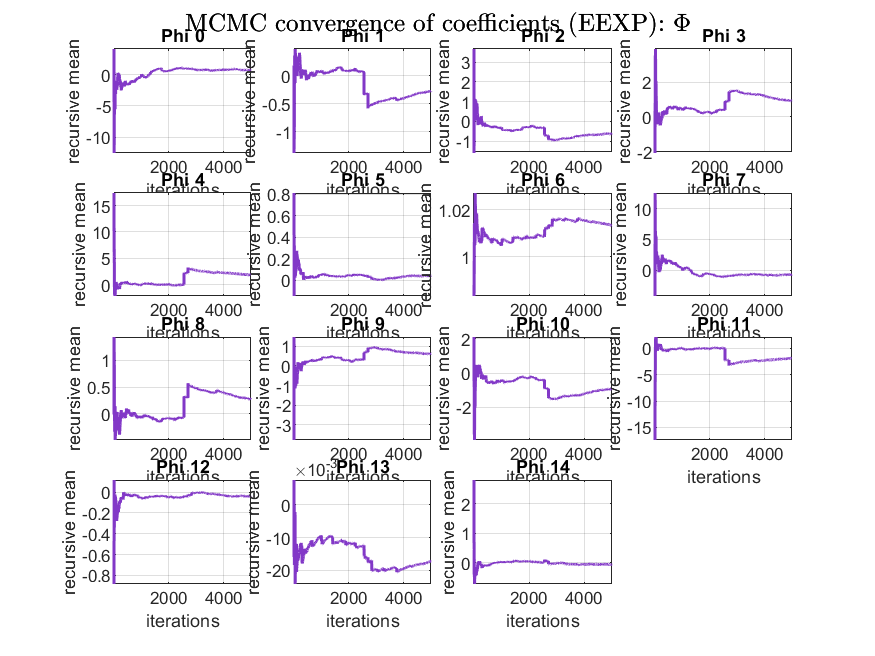 MCMC convergence of coefficients (EEXP): Φ
Phi 0
Phi 1
Phi 2
Phi 3
recursive mean
recursive mean
recursive mean
recursive mean
0
-5
-10
0
-0.5
-1
3
2
1
0
-1
2
0
-2
2000 4000
2000 4000
2000 4000
2000 4000
iterations
iterations
iterations
iterations
Phi 4
Phi 5
Phi 6
Phi 7
recursive mean
recursive mean
recursive mean
recursive mean
15
10
5
0
0.8
0.6
0.4
0.2
0
1.02
1
10
5
0
2000 4000
2000 4000
2000 4000
2000 4000
iterations
iterations
iterations
iterations
Phi 8
Phi 9
Phi 10
Phi 11
recursive mean
recursive mean
recursive mean
recursive mean
1
0.5
0
1
0
-1
-2
-3
2
0
-2
0
-5
-10
-15
2000 4000
2000 4000
2000 4000
2000 4000
iterations
iterations
iterations
iterations
Phi 12
Phi 13
Phi 14
recursive mean
recursive mean
recursive mean
0
-0.2
-0.4
-0.6
-0.8
×10-3
0
-10
-20
2
1
0
2000 4000
2000 4000
2000 4000
iterations
iterations
iterations